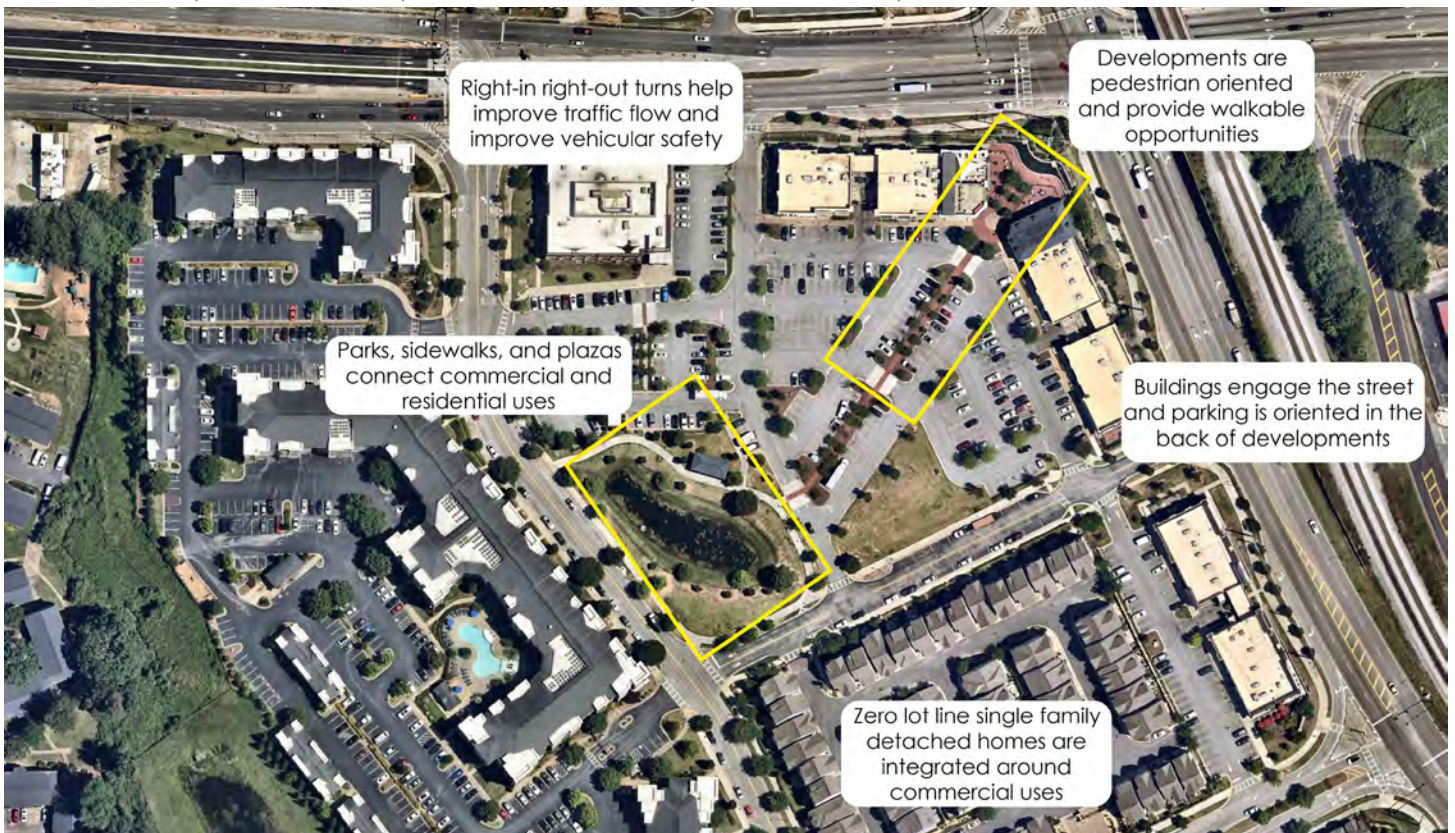 Right-in right-out turns help
improve traffic flow and
improve vehicular safety
Developments are
pedestrian oriented
and provide walkable
opportunities
Parks, sidewalks, and plazas
connect commercial and
residential uses
Buildings engage the street
and parking is oriented in the
back of developments
Zero lot line single family
detached homes are
integrated around
commercial uses